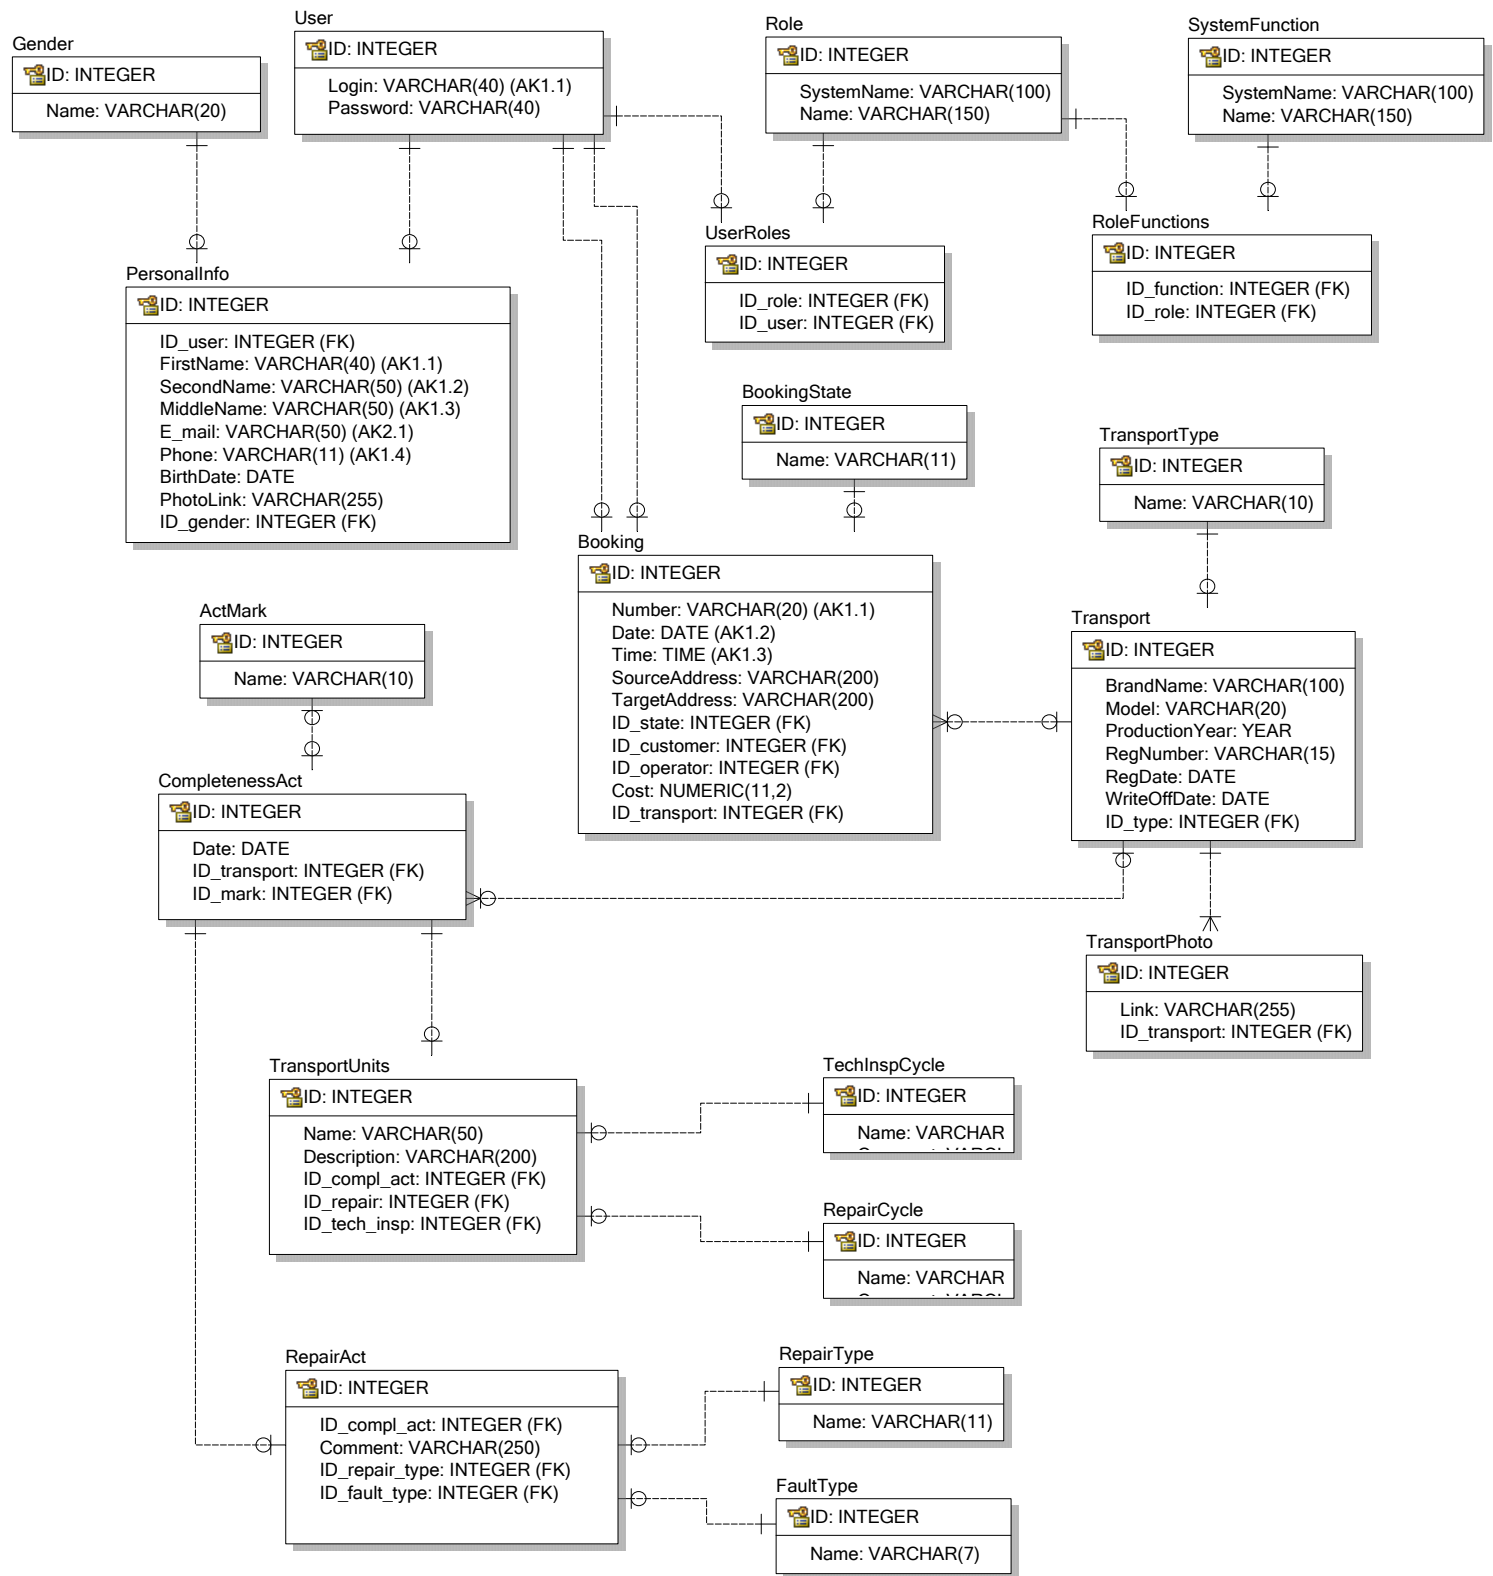 Gender
ID: INTEGER
Name: VARCHAR(20)
User
ID: INTEGER
Login: VARCHAR(40) (AK1.1)
Password: VARCHAR(40)
Role
ID: INTEGER
SystemName: VARCHAR(100)
Name: VARCHAR(150)
SystemFunction
ID: INTEGER
SystemName: VARCHAR(100)
Name: VARCHAR(150)
PersonalInfo
ID: INTEGER
ID_user: INTEGER (FK)
FirstName: VARCHAR(40) (AK1.1)
SecondName: VARCHAR(50) (AK1.2)
MiddleName: VARCHAR(50) (AK1.3)
E_mail: VARCHAR(50) (AK2.1)
Phone: VARCHAR(11) (AK1.4)
BirthDate: DATE
PhotoLink: VARCHAR(255)
ID_gender: INTEGER (FK)
UserRoles
ID: INTEGER
ID_role: INTEGER (FK)
ID_user: INTEGER (FK)
RoleFunctions
ID: INTEGER
ID_function: INTEGER (FK)
ID_role: INTEGER (FK)
BookingState
ID: INTEGER
Name: VARCHAR(11)
TransportType
ID: INTEGER
Name: VARCHAR(10)
Booking
ID: INTEGER
Number: VARCHAR(20) (AK1.1)
Date: DATE (AK1.2)
Time: TIME (AK1.3)
SourceAddress: VARCHAR(200)
TargetAddress: VARCHAR(200)
ID_state: INTEGER (FK)
ID_customer: INTEGER (FK)
ID_operator: INTEGER (FK)
Cost: NUMERIC(11,2)
ID_transport: INTEGER (FK)
Transport
ID: INTEGER
BrandName: VARCHAR(100)
Model: VARCHAR(20)
ProductionYear: YEAR
RegNumber: VARCHAR(15)
RegDate: DATE
WriteOffDate: DATE
ID_type: INTEGER (FK)
ActMark
ID: INTEGER
Name: VARCHAR(10)
CompletenessAct
ID: INTEGER
Date: DATE
ID_transport: INTEGER (FK)
ID_mark: INTEGER (FK)
TransportPhoto
ID: INTEGER
Link: VARCHAR(255)
ID_transport: INTEGER (FK)
TransportUnits
ID: INTEGER
Name: VARCHAR(50)
Description: VARCHAR(200)
ID_compl_act: INTEGER (FK)
ID_repair: INTEGER (FK)
ID_tech_insp: INTEGER (FK)
TechInspCycle
ID: INTEGER
Name: VARCHAR
RepairCycle
ID: INTEGER
Name: VARCHAR
RepairAct
ID: INTEGER
ID_compl_act: INTEGER (FK)
Comment: VARCHAR(250)
ID_repair_type: INTEGER (FK)
ID_fault_type: INTEGER (FK)
RepairType
ID: INTEGER
Name: VARCHAR(11)
FaultType
ID: INTEGER
Name: VARCHAR(7)